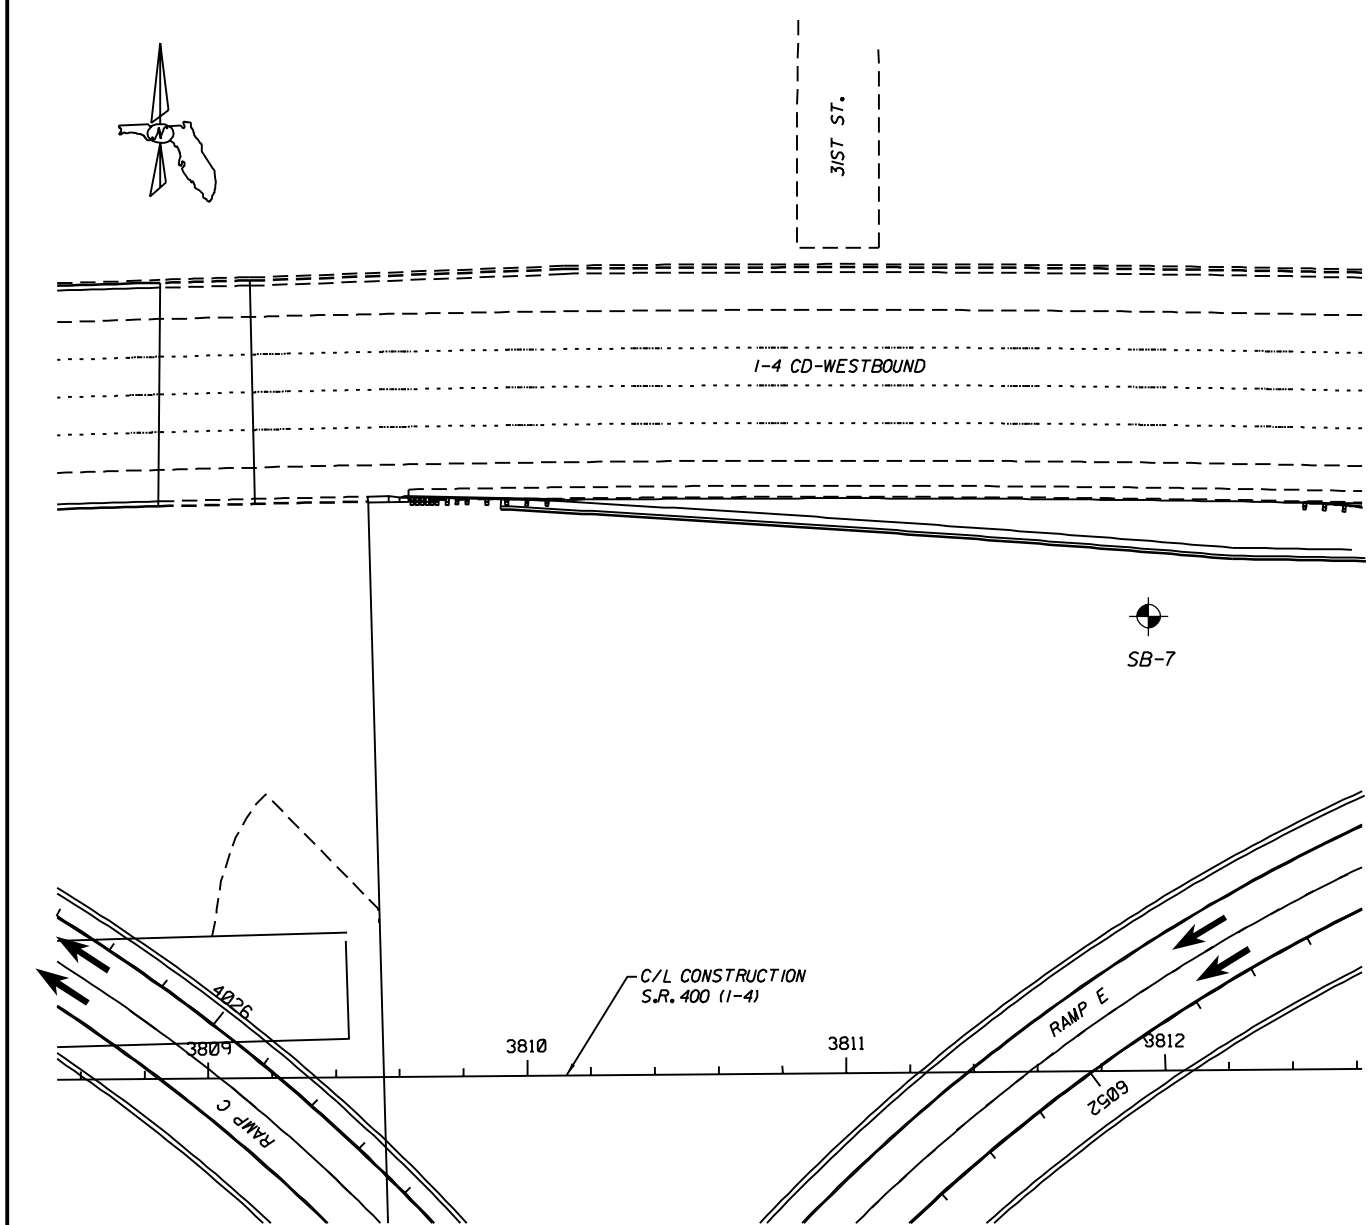 31ST ST.
N
I-4 CD-WESTBOUND
SB-7
C/L CONSTRUCTION
S.R. 400 (I-4)
4026
3809
3810
3811
3812
RAMP E
6052
RAMP C